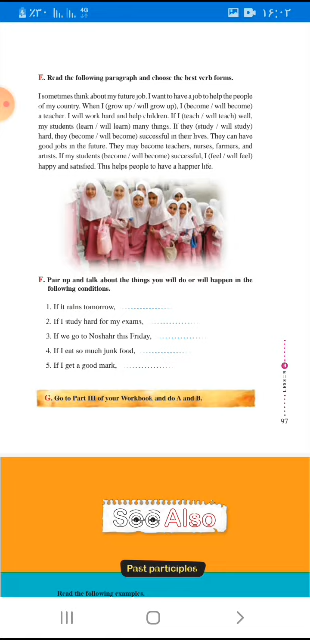 ٪۳۰ 4G ۱۶:۰۲
E. Read the following paragraph and choose the best verb forms.
I sometimes think about my future job. I want to have a job to help the people
of my country. When I (grow up / will grow up), I (become / will become)
a teacher. I will work hard and help children. If I (teach / will teach) well,
my students (learn / will learn) many things. If they (study / will study)
hard, they (become / will become) successful in their lives. They can have
good jobs in the future. They may become teachers, nurses, farmers, and
artists. If my students (become / will become) successful, I (feel / will feel)
happy and satisfied. This helps people to have a happier life.
F. Pair up and talk about the things you will do or will happen in the
following conditions.
1. If it rains tomorrow, ..................
2. If I study hard for my exams, ...............
3. If we go to Noshahr this Friday, ................
4. If I eat so much junk food, ................
5. If I get a good mark, ..................
G. Go to Part III of your Workbook and do A and B.
97
See Also
Past participles
Read the following examples.